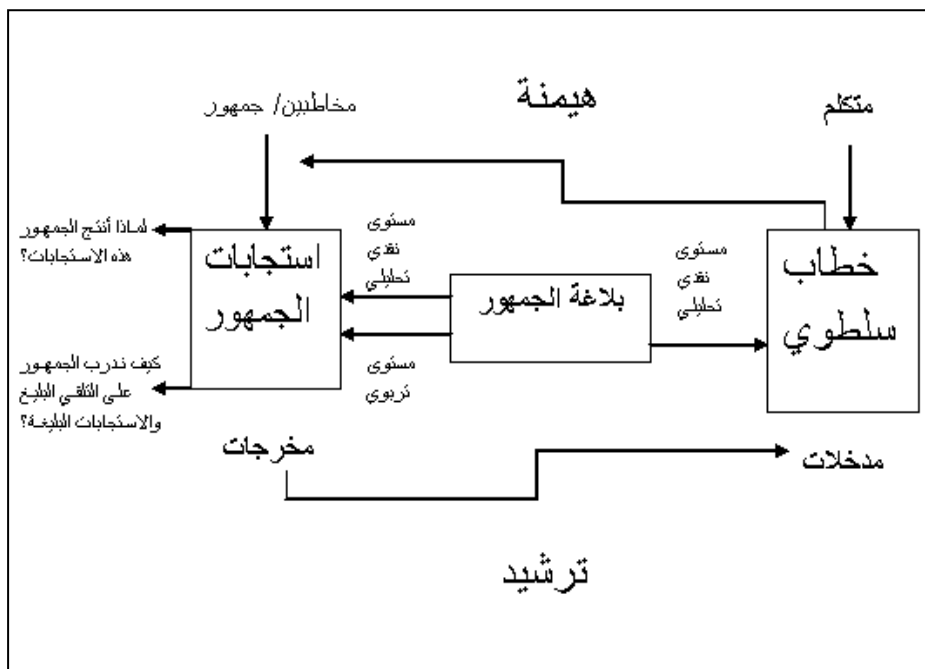 هيمنة
متكلم
مخاطبين/ جمهور
خطاب
سلطوي
مستوى
نقدي
تحليلي
بلاغة الجمهور
مستوى
نقدي
تحليلي
مستوى
تربوي
استجابات
الجمهور
لماذا أنتج الجمهور
هذه الاستجابات؟
كيف ندرب الجمهور
على التلقي البليغ
والاستجابات البليغة؟
مدخلات
مخرجات
ترشيد